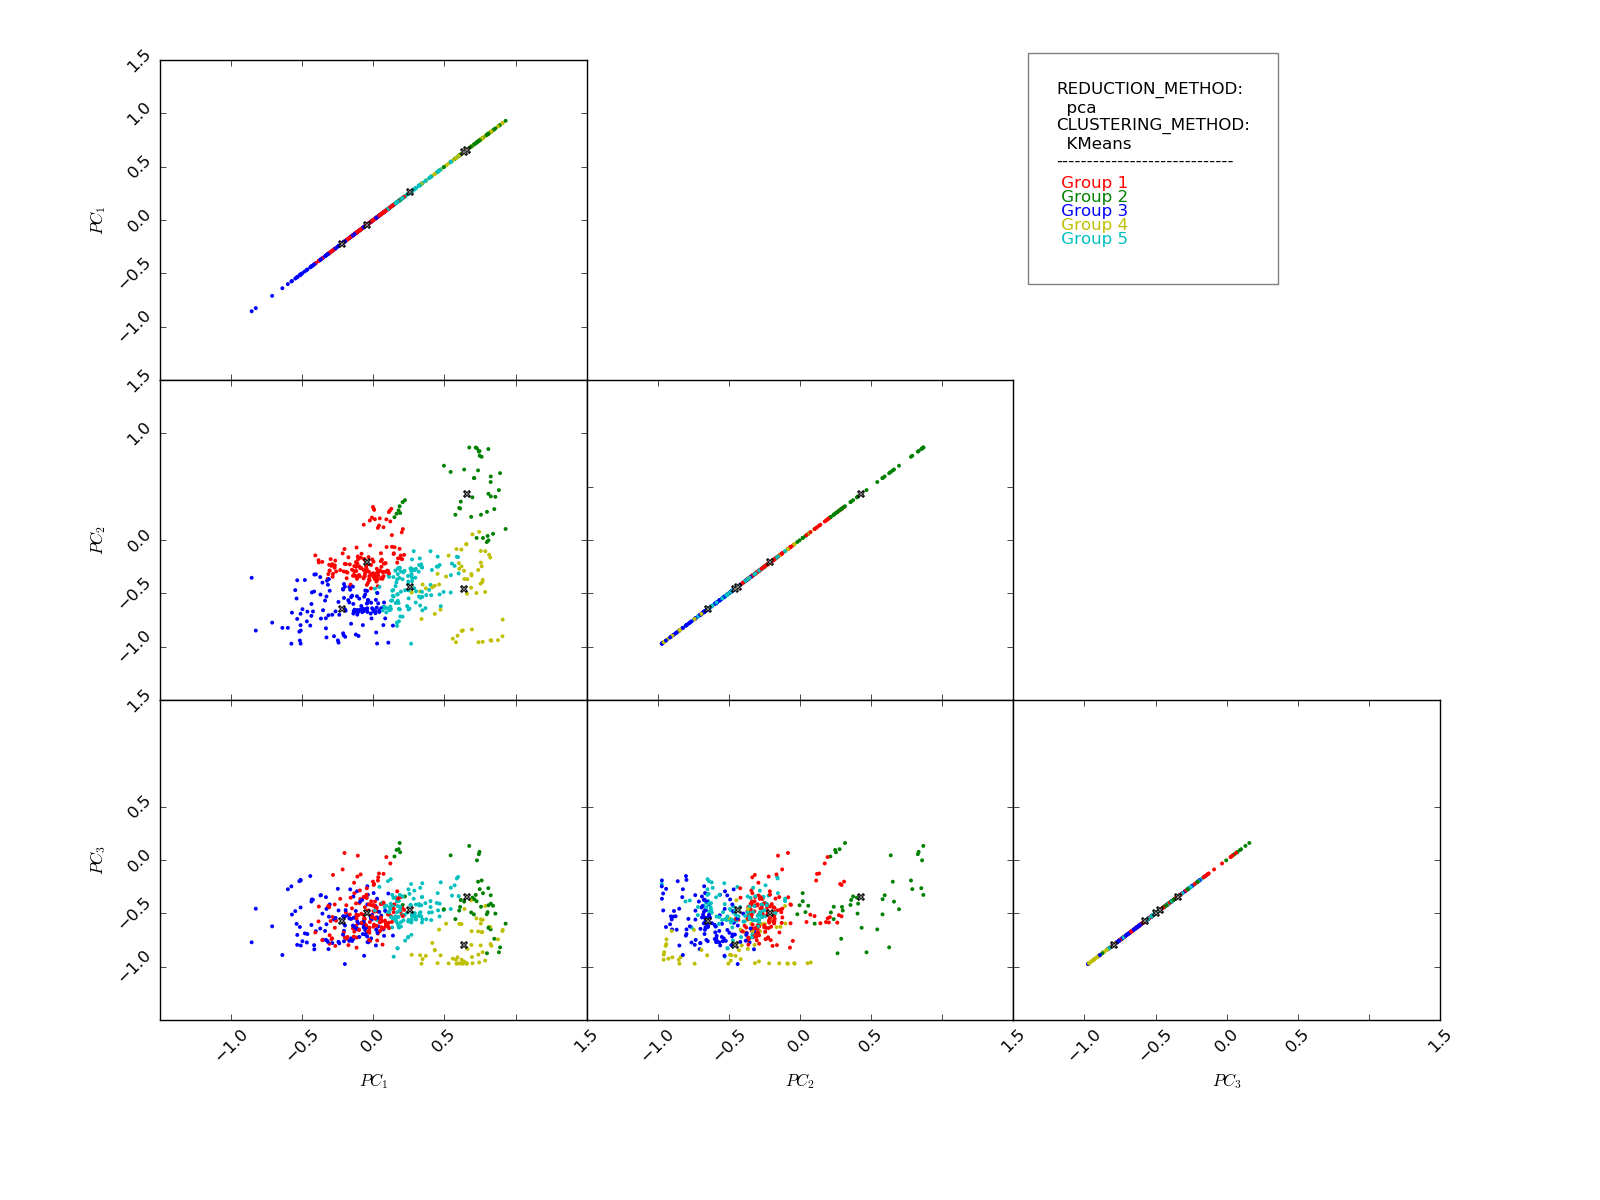 1.5
1.0
0.5
0.0
−0.5
−1.0
PC1
REDUCTION_METHOD:
pca
CLUSTERING_METHOD:
KMeans
------------------------------
Group 1
Group 2
Group 3
Group 4
Group 5
1.5
1.0
0.0
−0.5
−1.0
PC2
1.5
0.5
0.0
−0.5
−1.0
PC3
−1.0 −0.5 0.0 0.5 1.5 −1.0 −0.5 0.0 0.5 1.5 −1.0 −0.5 0.0 0.5 1.5
PC1 PC2 PC3